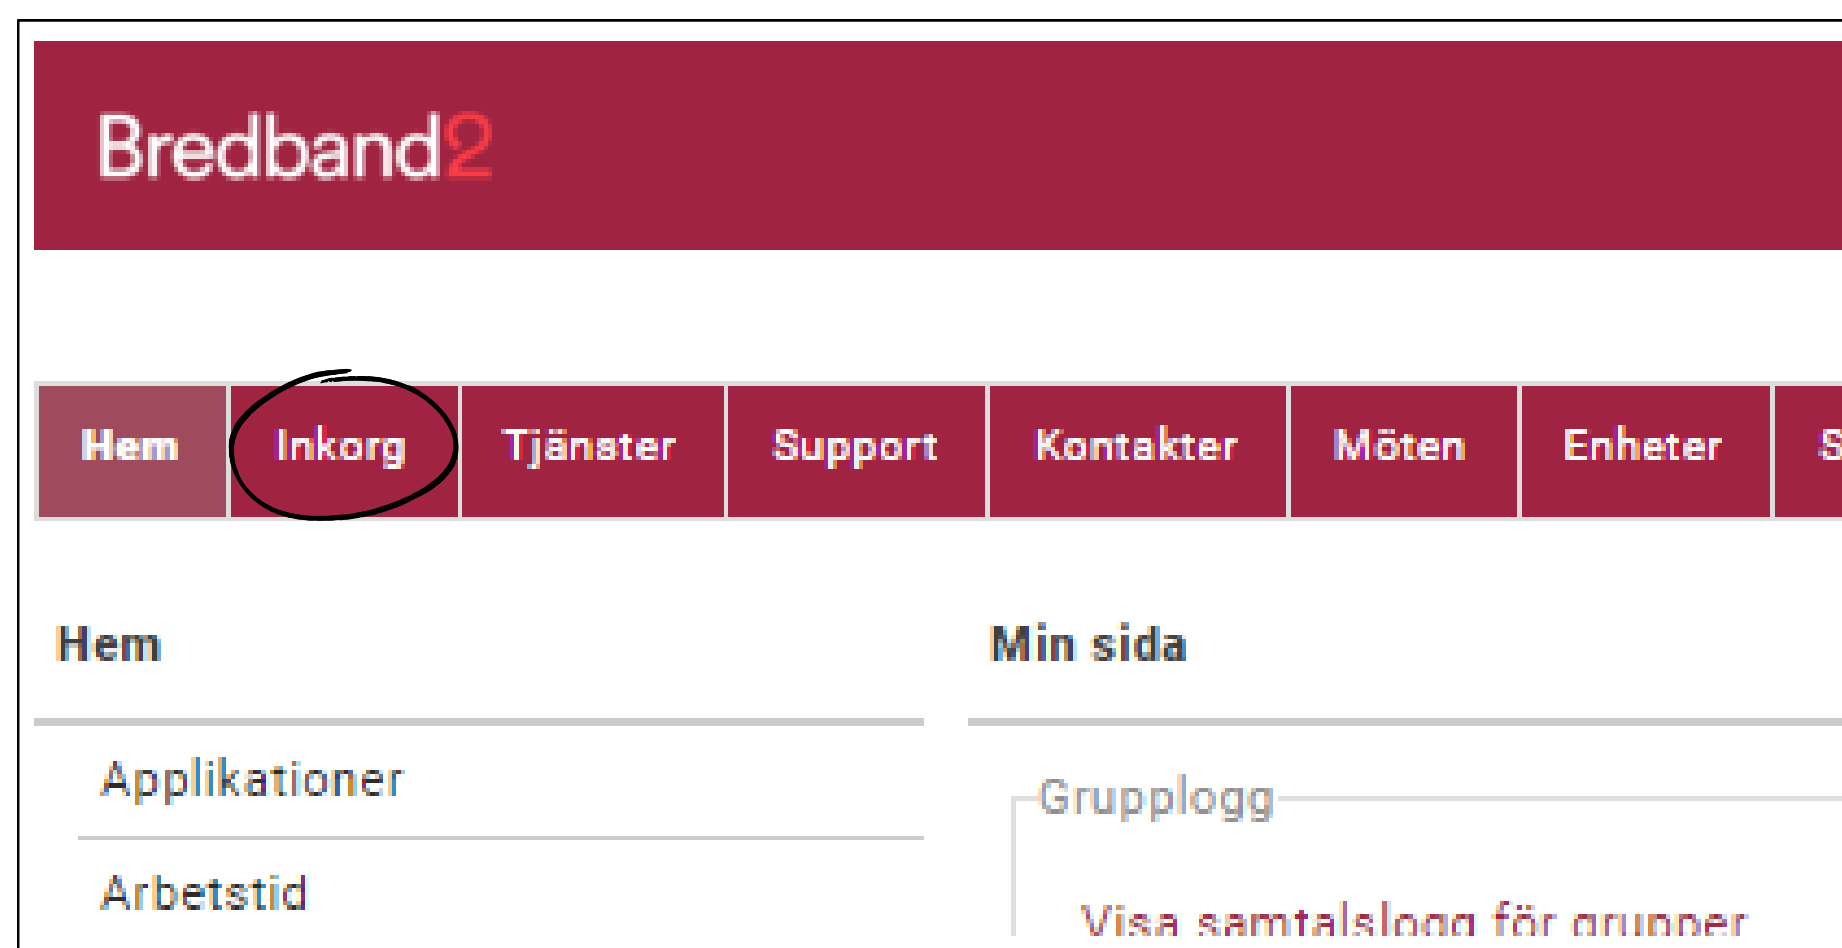 Bredband2
Hem Inkorg Tjänster Support Kontakter Möten Enheter
Hem
Min sida
Applikationer
Grupplogg
Arbetstid
Visa samtalslogg för grupper